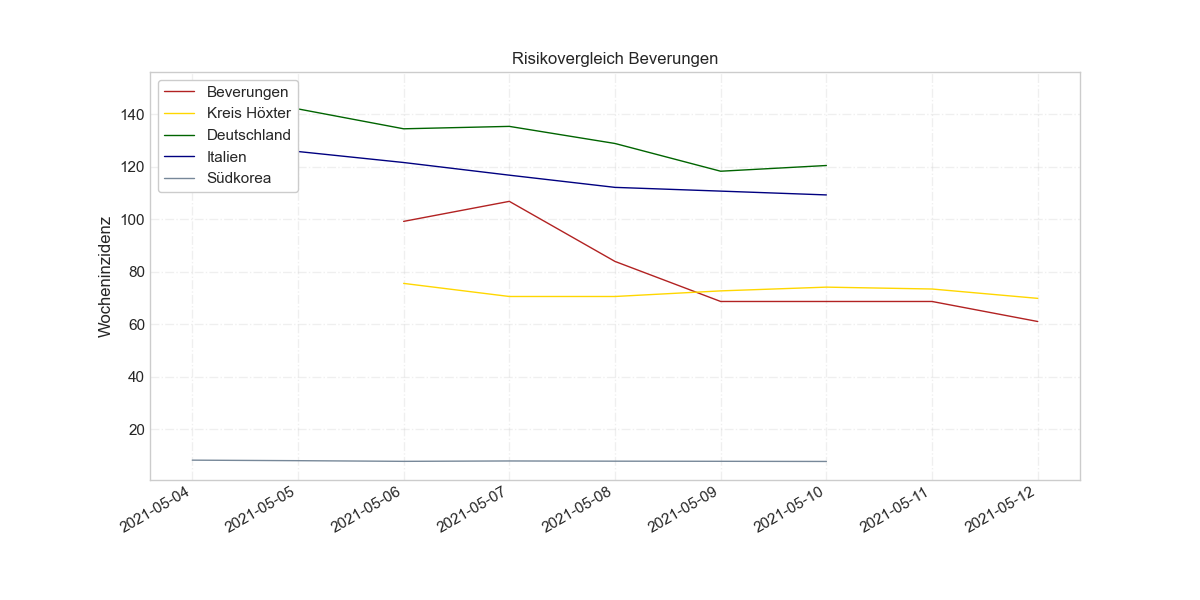 Risikovergleich Beverungen
Beverungen
Kreis Höxter
Deutschland
Italien
Südkorea
Wocheninzidenz
140
120
100
80
60
40
20
2021-05-04
2021-05-05
2021-05-06
2021-05-07
2021-05-08
2021-05-09
2021-05-10
2021-05-11
2021-05-12